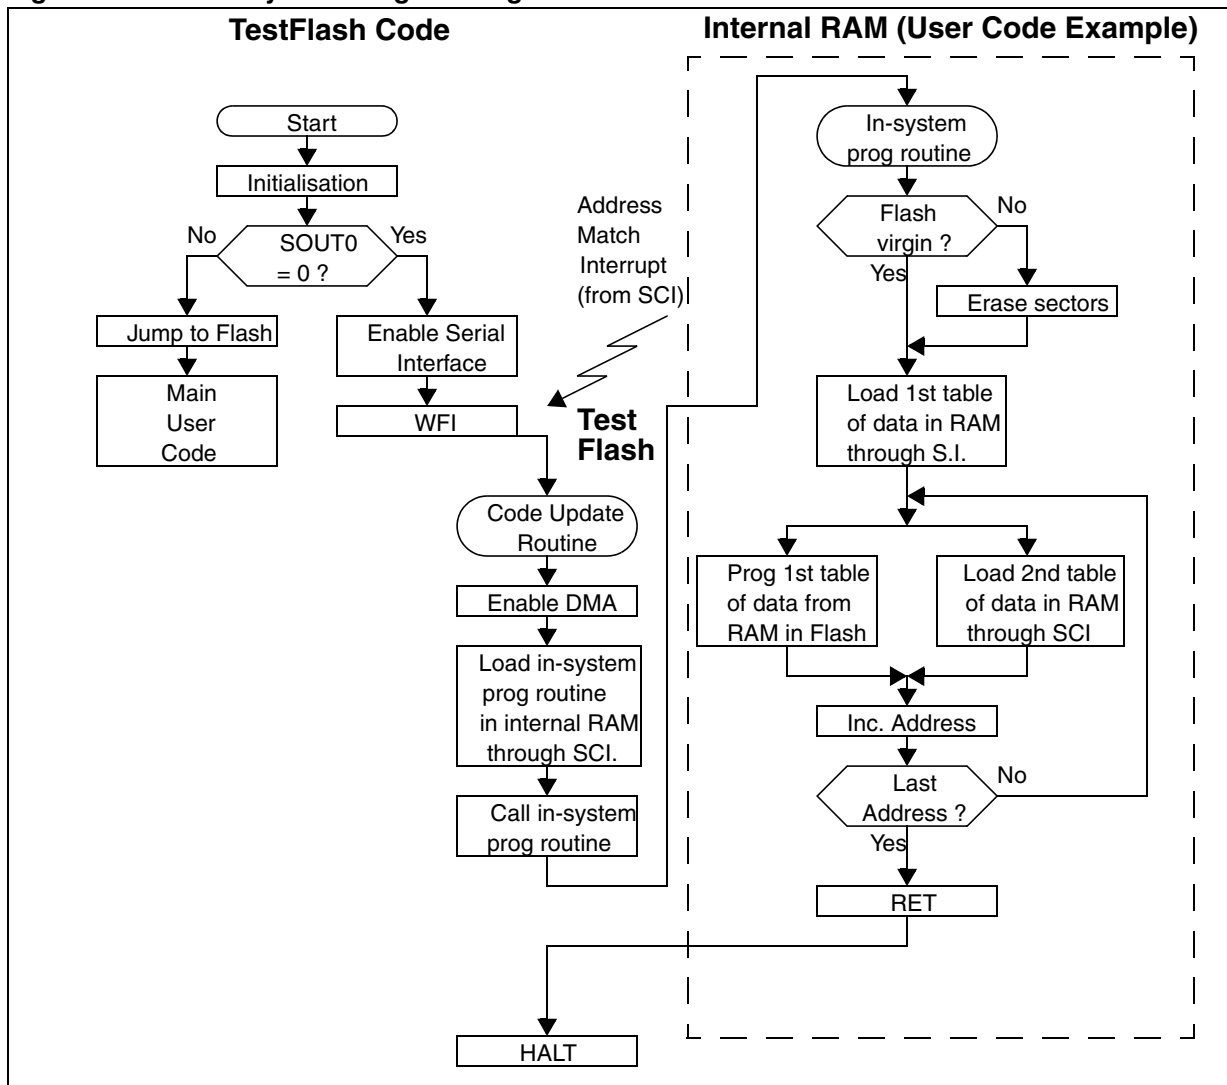 TestFlash Code
Internal RAM (User Code Example)
Start
Initialisation
No
SOUT0
= 0 ?
Yes
Jump to Flash
Main
User
Code
Enable Serial
Interface
WFI
Address
Match
Interrupt
(from SCI)
Test
Flash
Code Update
Routine
Enable DMA
Load in-system
prog routine
in internal RAM
through SCI.
Call in-system
prog routine
In-system
prog routine
Flash
virgin ?
No
Yes
Erase sectors
Load 1st table
of data in RAM
through S.I.
Prog 1st table
of data from
RAM in Flash
Load 2nd table
of data in RAM
through SCI
Inc. Address
Last
Address ?
No
Yes
RET
HALT